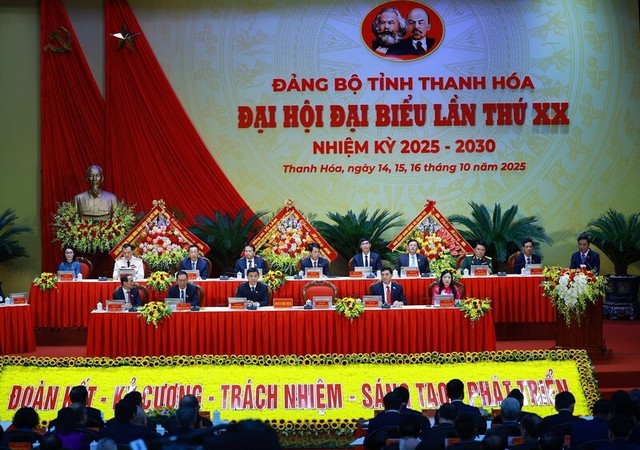 ĐẢNG BỘ TỈNH THANH HÓA
ĐẠI HỘI ĐẠI BIỂU LẦN THỨ XX
NHIỆM KỲ 2025 - 2030
Thanh Hóa, ngày 14, 15, 16 tháng 10 năm 2025
ĐOÀN KẾT - KỶ CƯƠNG - TRÁCH NHIỆM - SÁNG TẠO - PHÁT TRIỂN